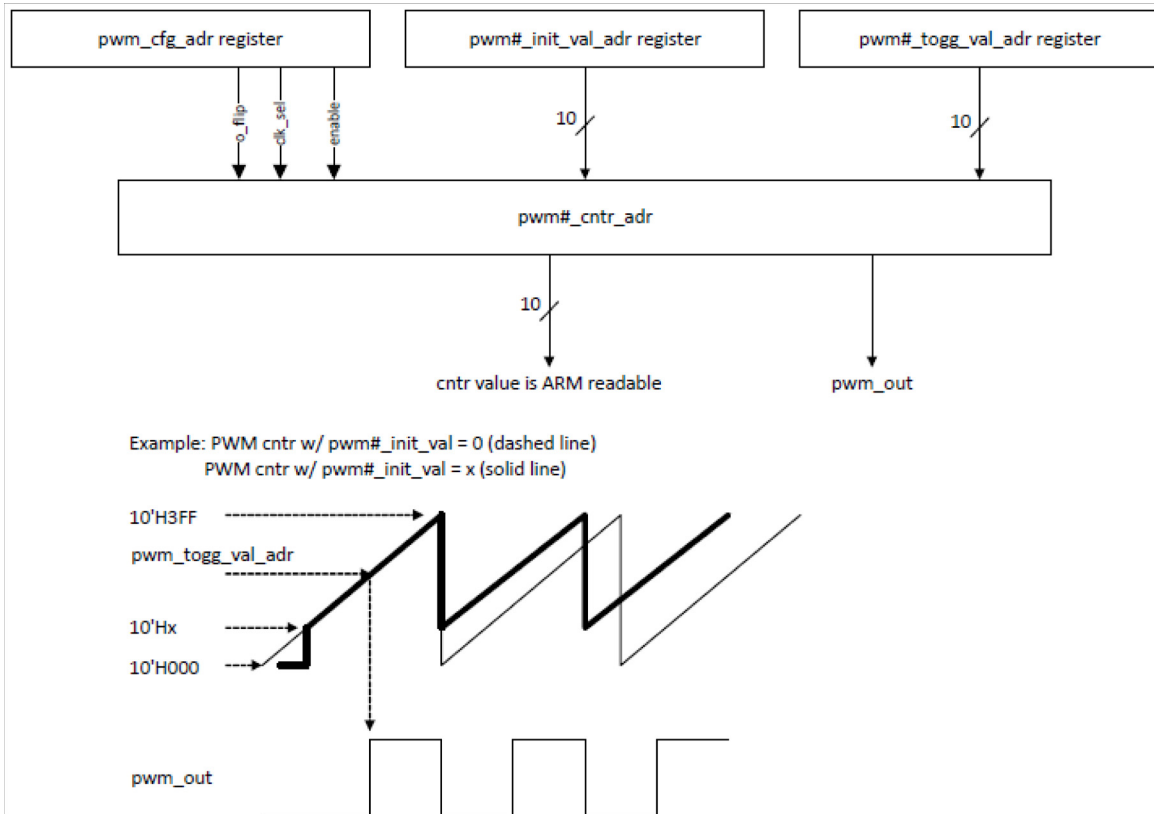 pwm_cfg_adr register
pwm#_init_val_adr register
pwm#_togg_val_adr register
o_flip
clk_sel
enable
10
10
pwm#_cntr_adr
10
cntr value is ARM readable
pwm_out
Example: PWM cntr w/ pwm#_init_val = 0 (dashed line)
PWM cntr w/ pwm#_init_val = x (solid line)
10'H3FF
pwm_togg_val_adr
10'Hx
10'H000
pwm_out